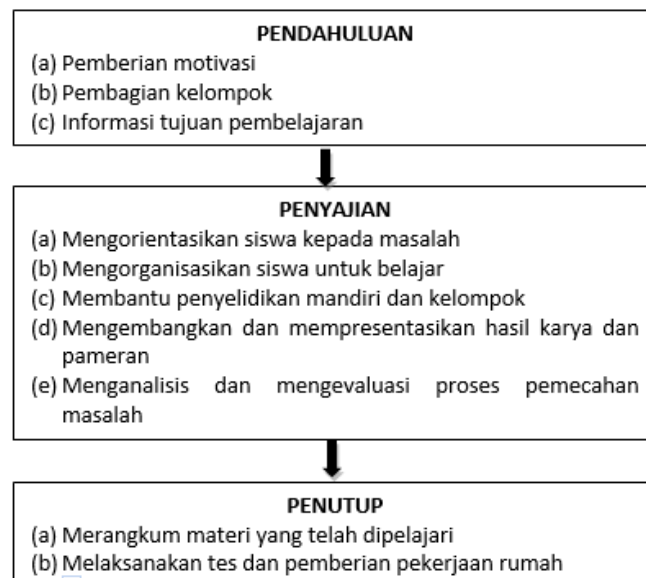 PENDAHULUAN
(a) Pemberian motivasi
(b) Pembagian kelompok
(c) Informasi tujuan pembelajaran
PENYAJIAN
(a) Mengorientasikan siswa kepada masalah
(b) Mengorganisasikan siswa untuk belajar
(c) Membantu penyelidikan mandiri dan kelompok
(d) Mengembangkan dan mempresentasikan hasil karya dan
pameran
(e) Menganalisis dan mengevaluasi proses pemecahan
masalah
PENUTUP
(a) Merangkum materi yang telah dipelajari
(b) Melaksanakan tes dan pemberian pekerjaan rumah